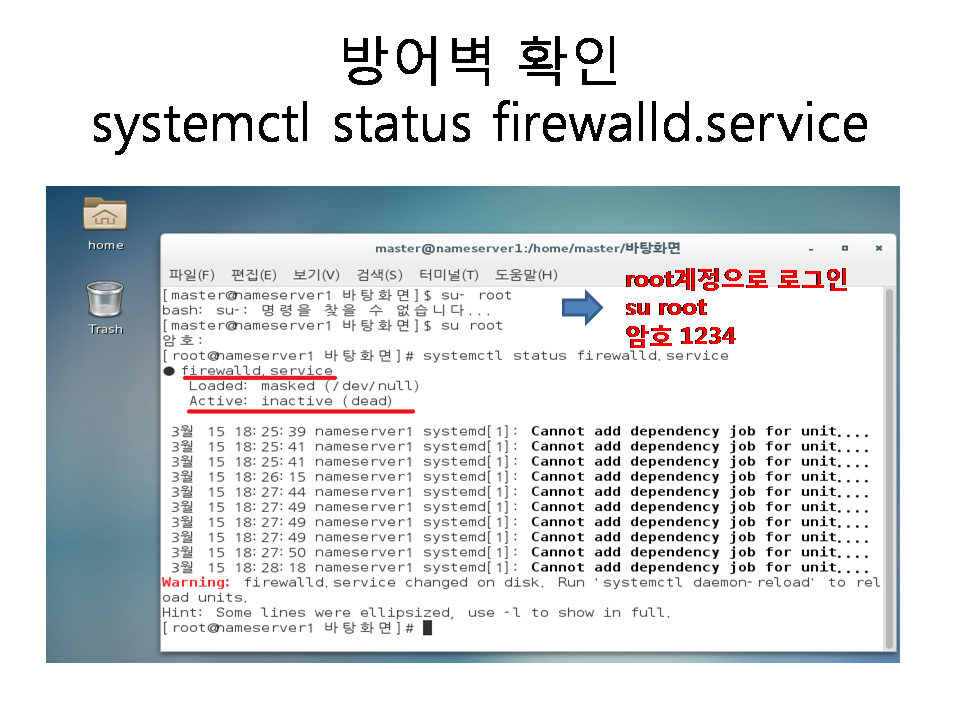 방어벽 확인
systemctl status firewalld.service
home
Trash
master@nameserver1:/home/master/바탕화면
파일(F) 편집(E) 보기(V) 검색(S) 터미널(T) 도움말(H)
[master@nameserver1 바탕화면]$ su- root
bash: su-: 명령을 찾을 수 없습니다...
[master@nameserver1 바탕화면]$ su root
암호:
[root@nameserver1 바탕화면]# systemctl status firewalld.service
● firewalld.service
Loaded: masked (/dev/null)
Active: inactive (dead)
3월 15 18:25:39 nameserver1 systemd[1]: Cannot add dependency job for unit....
3월 15 18:25:41 nameserver1 systemd[1]: Cannot add dependency job for unit....
3월 15 18:25:41 nameserver1 systemd[1]: Cannot add dependency job for unit....
3월 15 18:26:15 nameserver1 systemd[1]: Cannot add dependency job for unit....
3월 15 18:27:44 nameserver1 systemd[1]: Cannot add dependency job for unit....
3월 15 18:27:49 nameserver1 systemd[1]: Cannot add dependency job for unit....
3월 15 18:27:49 nameserver1 systemd[1]: Cannot add dependency job for unit....
3월 15 18:27:49 nameserver1 systemd[1]: Cannot add dependency job for unit....
3월 15 18:27:50 nameserver1 systemd[1]: Cannot add dependency job for unit....
3월 15 18:28:18 nameserver1 systemd[1]: Cannot add dependency job for unit....
Warning: firewalld.service changed on disk. Run 'systemctl daemon-reload' to rel
oad units.
Hint: Some lines were ellipsized, use -l to show in full.
[root@nameserver1 바탕화면]#
root계정으로 로그인
su root
암호 1234